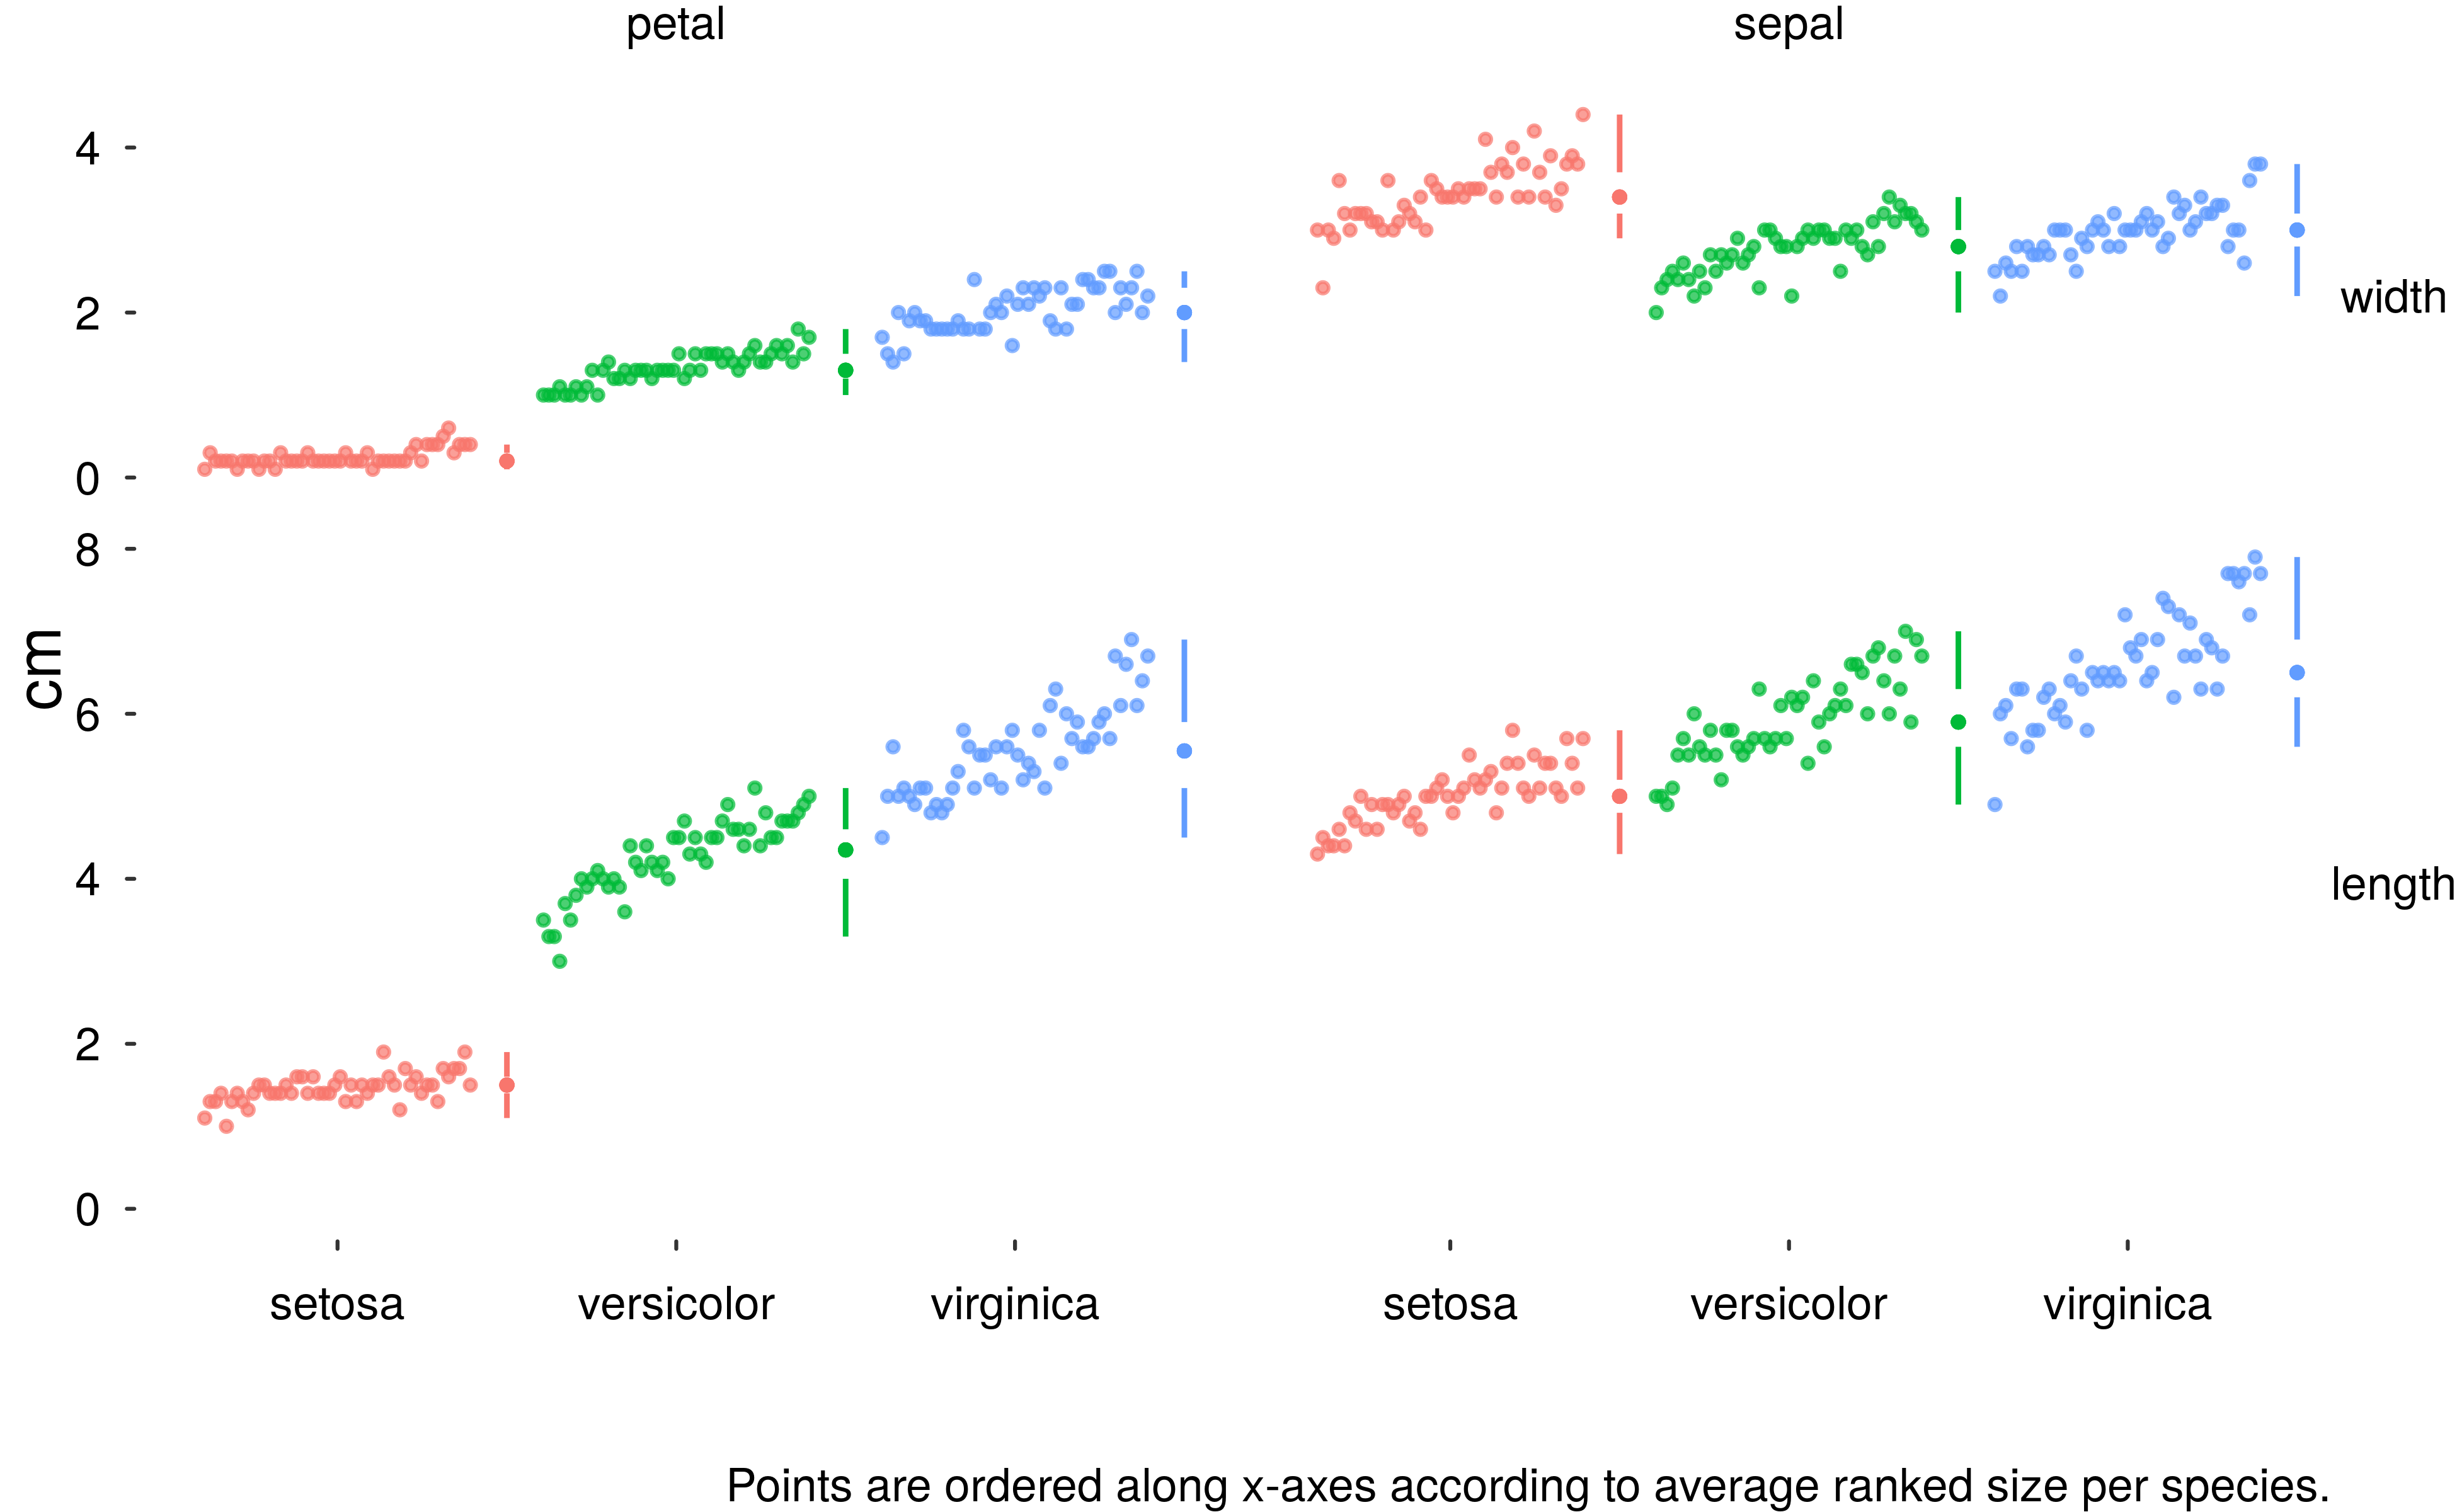 petal
sepal
4
2
0
width
8
6
4
2
0
cm
length
setosa
versicolor
virginica
setosa
versicolor
virginica
Points are ordered along x-axes according to average ranked size per species.